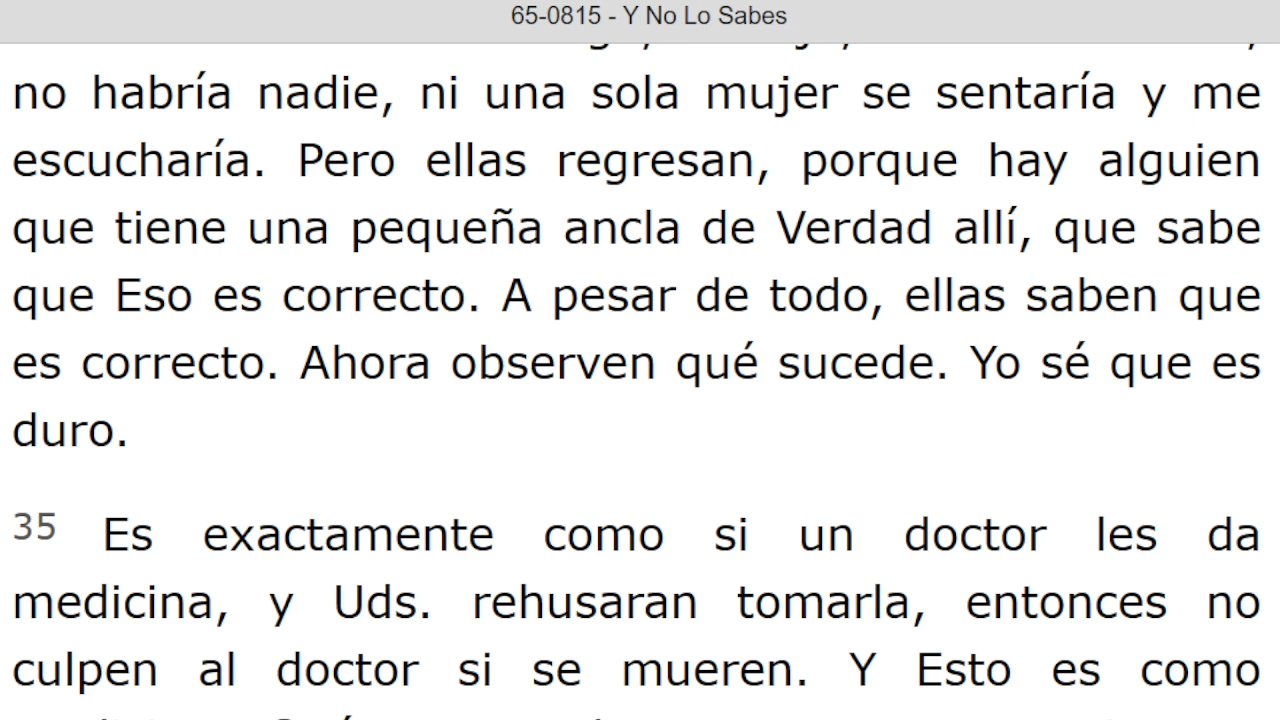 65-0815 - Y No Lo Sabes
no habría nadie, ni una sola mujer se sentaría y me
escucharía. Pero ellas regresan, porque hay alguien
que tiene una pequeña ancla de Verdad allí, que sabe
que Eso es correcto. A pesar de todo, ellas saben que
es correcto. Ahora observen qué sucede. Yo sé que es
duro.
35 Es exactamente como si un doctor les da
medicina, y Uds. rehusaran tomarla, entonces no
culpen al doctor si se mueren. Y Esto es como